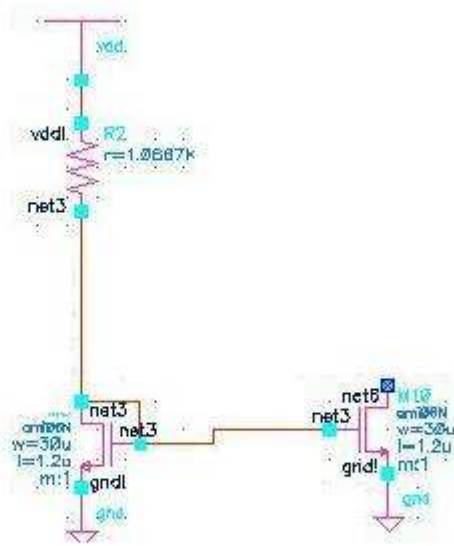 vdd!
vdd!
R2
r=1.0667K
net3
net3
net3
ami06N
w=30u
l=1.2u
m:1
gnd!
gnd
net6
M10
net3
ami06N
w=30u
l=1.2u
gnd!
m:1
gnd